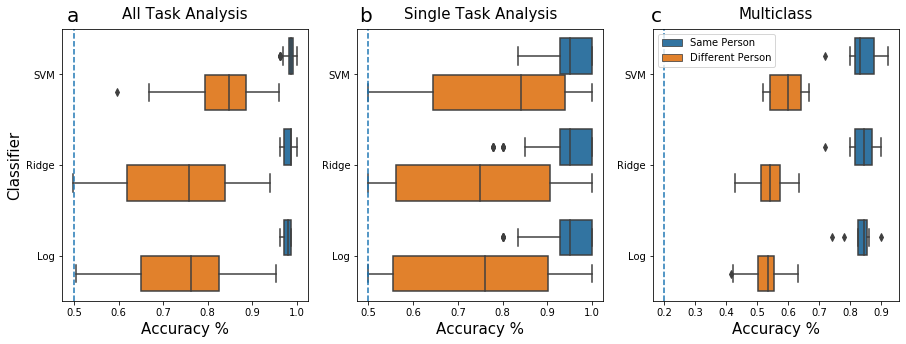 a All Task Analysis
b Single Task Analysis
c Multiclass
Classifier
SVM
Ridge
Log
0.5 0.6 0.7 0.8 0.9 1.0
Accuracy %
SVM
Ridge
Log
0.5 0.6 0.7 0.8 0.9 1.0
Accuracy %
Same Person
Different Person
SVM
Ridge
Log
0.2 0.3 0.4 0.5 0.6 0.7 0.8 0.9
Accuracy %